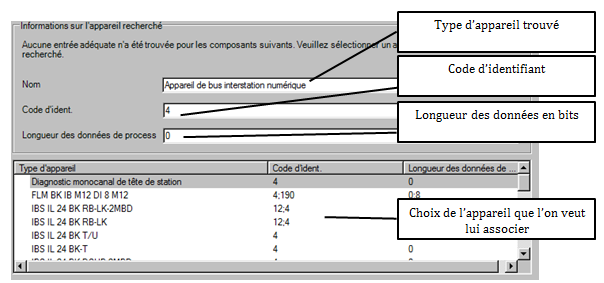 Informations sur l'appareil recherché
Type d'appareil trouvé
Aucune entrée adéquate n'a été trouvée pour les composants suivants. Veuillez sélectionner un a
recherché.
Nom
Appareil de bus interstation numérique
Code d'identifiant
Code d'ident.
4
Longueur des données en bits
Longueur des données de process
0
Type d'appareil Code d'Ident. Longueur des données de ...
Diagnostic monocanal de tête de station 4 0
FLM BK IB M12 DI 8 M12 4;190 0;8
IBS IL 24 BK RB-LK-2MBD 12;4
Choix de l'appareil que l'on veut
lui associer
IBS IL 24 BK RB-LK 12;4
IBS IL 24 BK T/U 4
IBS IL 24 BK-T 4 0